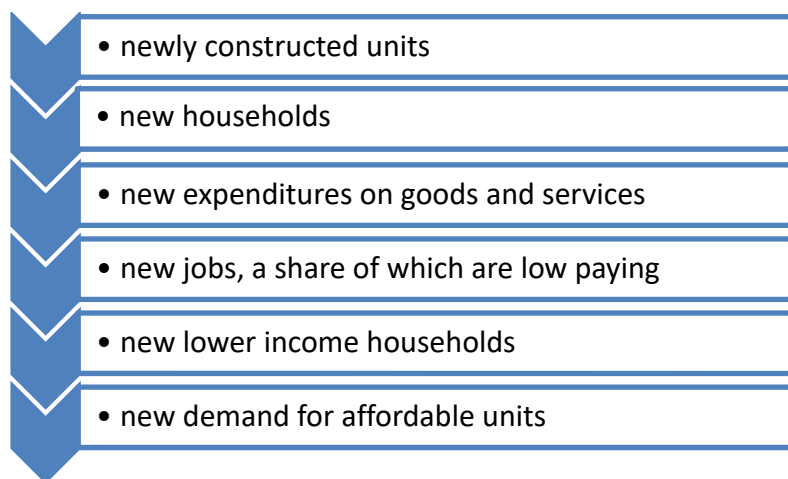 • newly constructed units
• new households
• new expenditures on goods and services
• new jobs, a share of which are low paying
• new lower income households
• new demand for affordable units